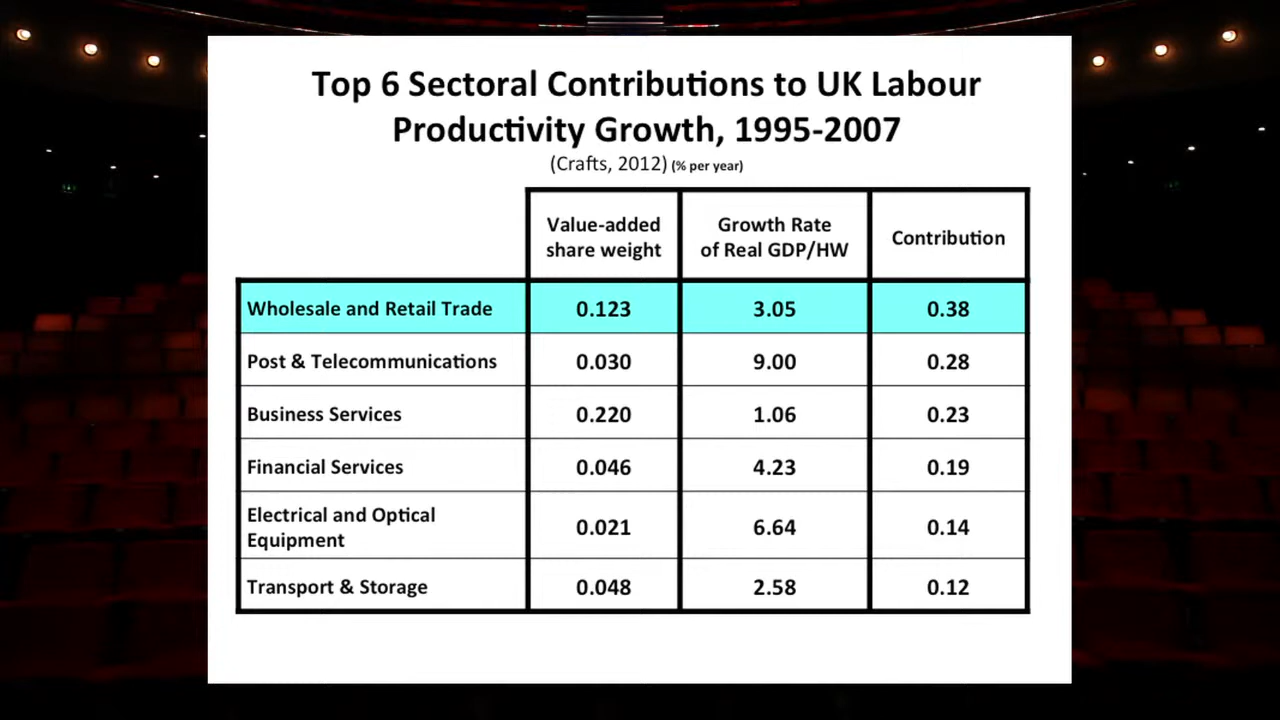 Top 6 Sectoral Contributions to UK Labour
Productivity Growth, 1995-2007
(Crafts, 2012) (% per year)
Value-added
share weight
Growth Rate
of Real GDP/HW
Contribution
Wholesale and Retail Trade 0.123 3.05 0.38
Post & Telecommunications 0.030 9.00 0.28
Business Services 0.220 1.06 0.23
Financial Services 0.046 4.23 0.19
Electrical and Optical
Equipment 0.021 6.64 0.14
Transport & Storage 0.048 2.58 0.12